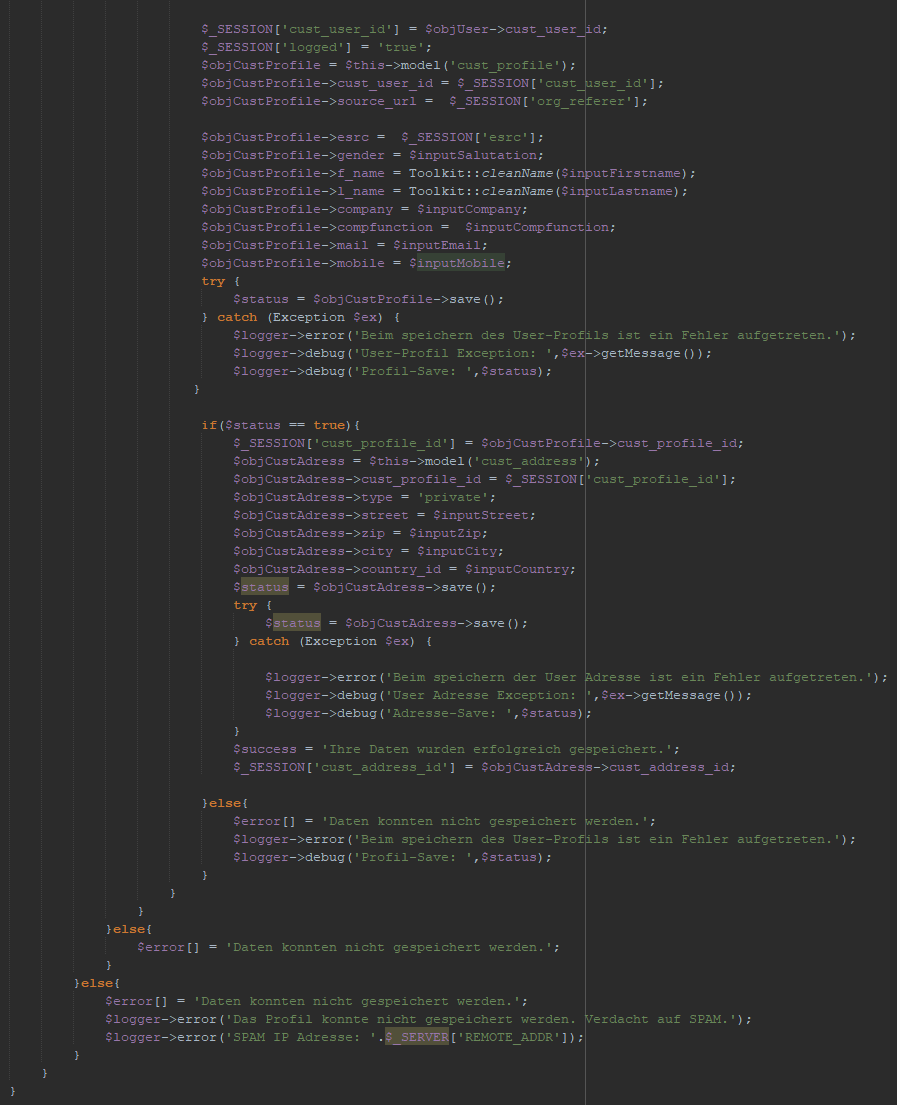 $_SESSION['cust_user_id'] = $objUser->cust_user_id;
$_SESSION['logged'] = 'true';
$objCustProfile = $this->model('cust_profile');
$objCustProfile->cust_user_id = $_SESSION['cust_user_id'];
$objCustProfile->source_url =  $_SESSION['org_referer'];
$objCustProfile->esrc =  $_SESSION['esrc'];
$objCustProfile->gender = $inputSalutation;
$objCustProfile->f_name = Toolkit::cleanName($inputFirstname);
$objCustProfile->l_name = Toolkit::cleanName($inputLastname);
$objCustProfile->company = $inputCompany;
$objCustProfile->compfunction =  $inputCompfunction;
$objCustProfile->mail = $inputEmail;
$objCustProfile->mobile = $inputMobile;
try {
$status = $objCustProfile->save();
} catch (Exception $ex) {
$logger->error('Beim speichern des User-Profils ist ein Fehler aufgetreten.');
$logger->debug('User-Profil Exception: ',$ex->getMessage());
$logger->debug('Profil-Save: ',$status);
}
if($status == true){
$_SESSION['cust_profile_id'] = $objCustProfile->cust_profile_id;
$objCustAdress = $this->model('cust_address');
$objCustAdress->cust_profile_id = $_SESSION['cust_profile_id'];
$objCustAdress->type = 'private';
$objCustAdress->street = $inputStreet;
$objCustAdress->zip = $inputZip;
$objCustAdress->city = $inputCity;
$objCustAdress->country_id = $inputCountry;
$status = $objCustAdress->save();
try {
$status = $objCustAdress->save();
} catch (Exception $ex) {
$logger->error('Beim speichern der User Adresse ist ein Fehler aufgetreten.');
$logger->debug('User Adresse Exception: ',$ex->getMessage());
$logger->debug('Adresse-Save: ',$status);
}
$success = 'Ihre Daten wurden erfolgreich gespeichert.';
$_SESSION['cust_address_id'] = $objCustAdress->cust_address_id;
}else{
$error[] = 'Daten konnten nicht gespeichert werden.';
$logger->error('Beim speichern des User-Profils ist ein Fehler aufgetreten.');
$logger->debug('Profil-Save: ',$status);
}
}
}
}else{
$error[] = 'Daten konnten nicht gespeichert werden.';
}
}else{
$error[] = 'Daten konnten nicht gespeichert werden.';
$logger->error('Das Profil konnte nicht gespeichert werden. Verdacht auf SPAM.');
$logger->error('SPAM IP Adresse: '.$_SERVER['REMOTE_ADDR']);
}
}
}